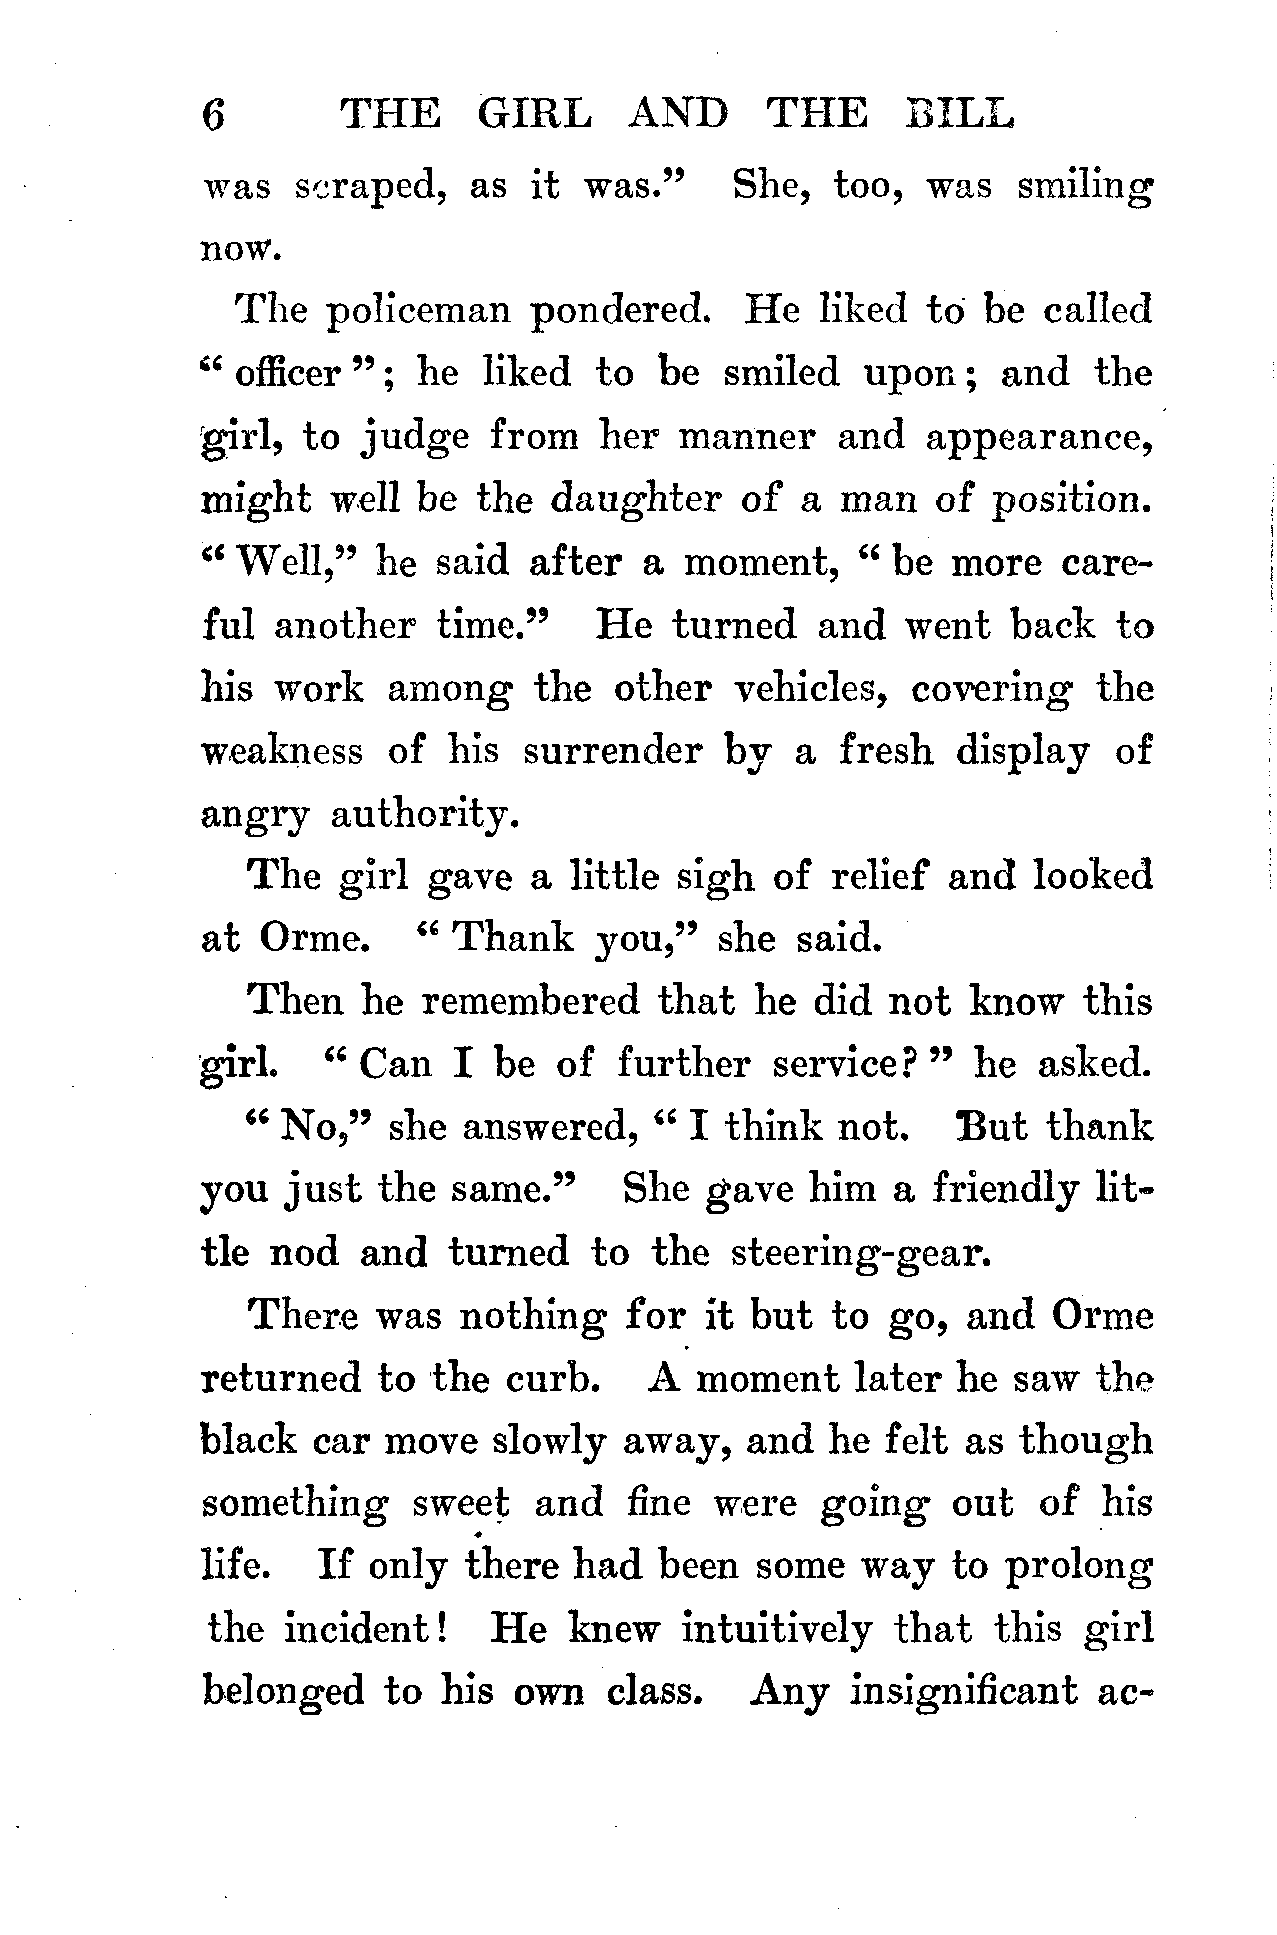 6 THE GIRL AND THE BILL
was scraped, as it was.” She, too, was smiling
now.
The policeman pondered. He liked to be called
“ officer ”; he liked to be smiled upon; and the
girl, to judge from her manner and appearance,
might well be the daughter of a man of position.
“ Well,” he said after a moment, “ be more care-
ful another time.” He turned and went back to
his work among the other vehicles, covering the
weakness of his surrender by a fresh display of
angry authority.
The girl gave a little sigh of relief and looked
at Orme. “ Thank you,” she said.
Then he remembered that he did not know this
girl. “ Can I be of further service? ” he asked.
“ No,” she answered, “ I think not. But thank
you just the same.” She gave him a friendly lit-
tle nod and turned to the steering-gear.
There was nothing for it but to go, and Orme
returned to the curb. A moment later he saw the
black car move slowly away, and he felt as though
something sweet and fine were going out of his
life. If only there had been some way to prolong
the incident! He knew intuitively that this girl
belonged to his own class. Any insignificant ac-